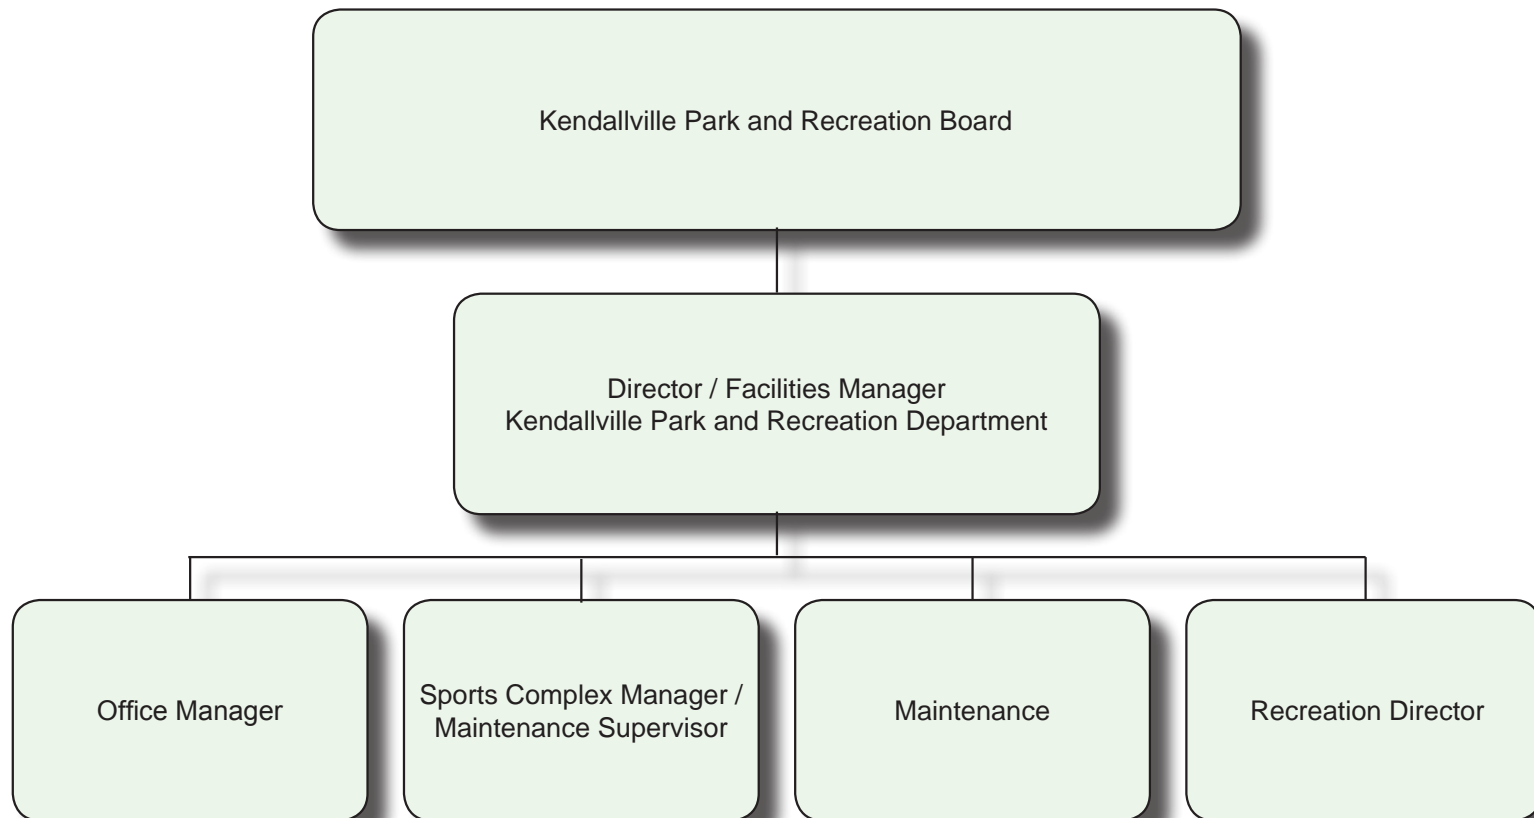 Kendallville Park and Recreation Board
Director / Facilities Manager
Kendallville Park and Recreation Department
Office Manager
Sports Complex Manager /
Maintenance Supervisor
Maintenance
Recreation Director